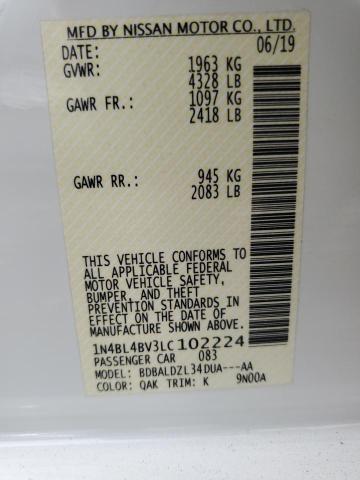 MFD BY NISSAN MOTOR CO., LTD.
DATE: 06/19
GVWR: 1963 KG
4328 LB
GAWR FR.: 1097 KG
2418 LB
GAWR RR.: 945 KG
2083 LB
THIS VEHICLE CONFORMS TO
ALL APPLICABLE FEDERAL
MOTOR VEHICLE SAFETY,
BUMPER, AND THEFT
PREVENTION STANDARDS IN
EFFECT ON THE DATE OF
MANUFACTURE SHOWN ABOVE.
1N4BL4BV3LC102224
PASSENGER CAR 083
MODEL: BDBALDZL34DUA---AA
COLOR: QAK TRIM: K 9N00A